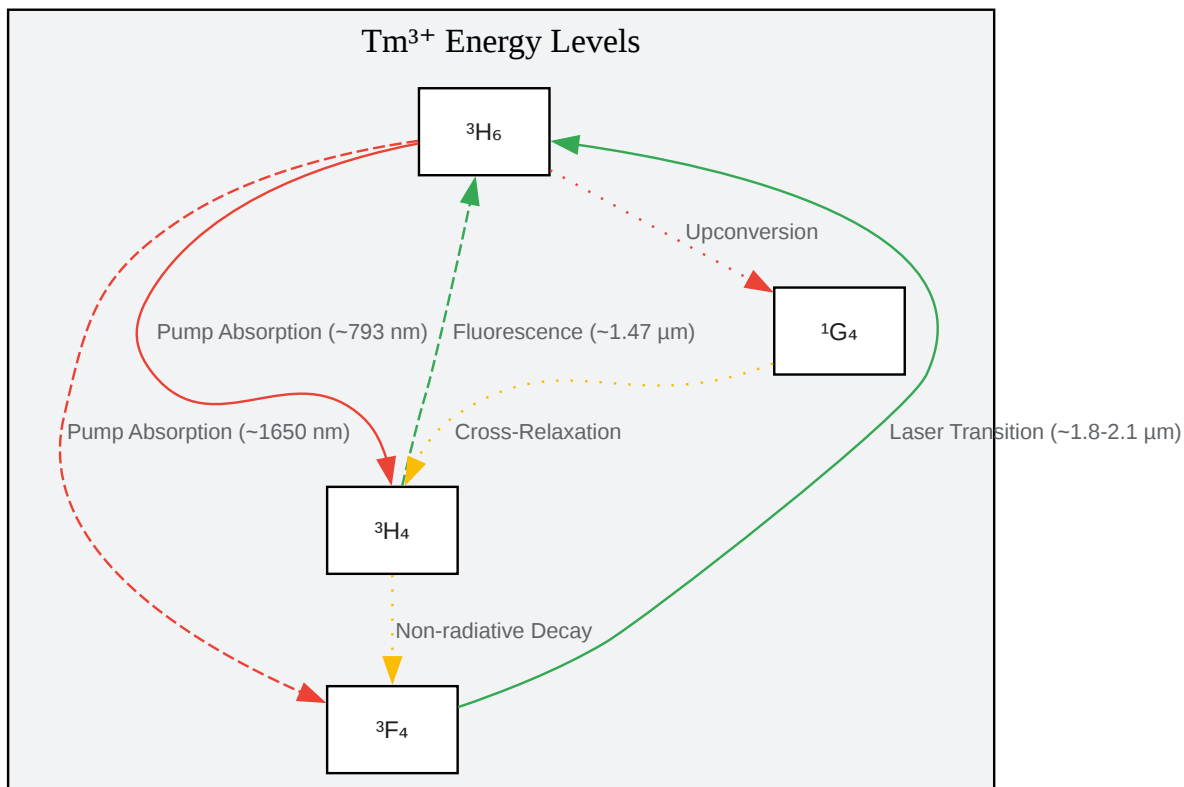 Tm³⁺ Energy Levels
³H₆
Upconversion
Pump Absorption (~793 nm)
Fluorescence (~1.47 µm)
¹G₄
Pump Absorption (~1650 nm)
Cross-Relaxation
Laser Transition (~1.8-2.1 µm)
³H₄
Non-radiative Decay
³F₄